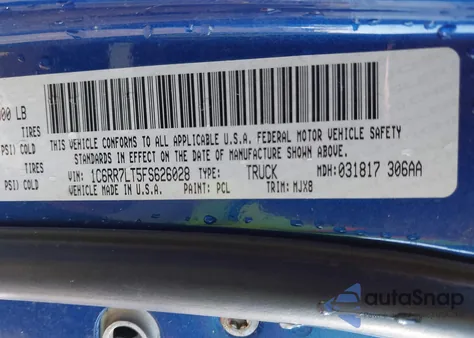 00 LB
TIRES
PSI) COLD
TIRES
PSI) COLD
THIS VEHICLE CONFORMS TO ALL APPLICABLE U.S.A. FEDERAL MOTOR VEHICLE SAFETY
STANDARDS IN EFFECT ON THE DATE OF MANUFACTURE SHOWN ABOVE.
VIN: 1C6RR7LT5FS626028 TYPE: TRUCK MDH: 031817 306AA
VEHICLE MADE IN U.S.A. PAINT: PCL TRIM: MJX8
autoSnap